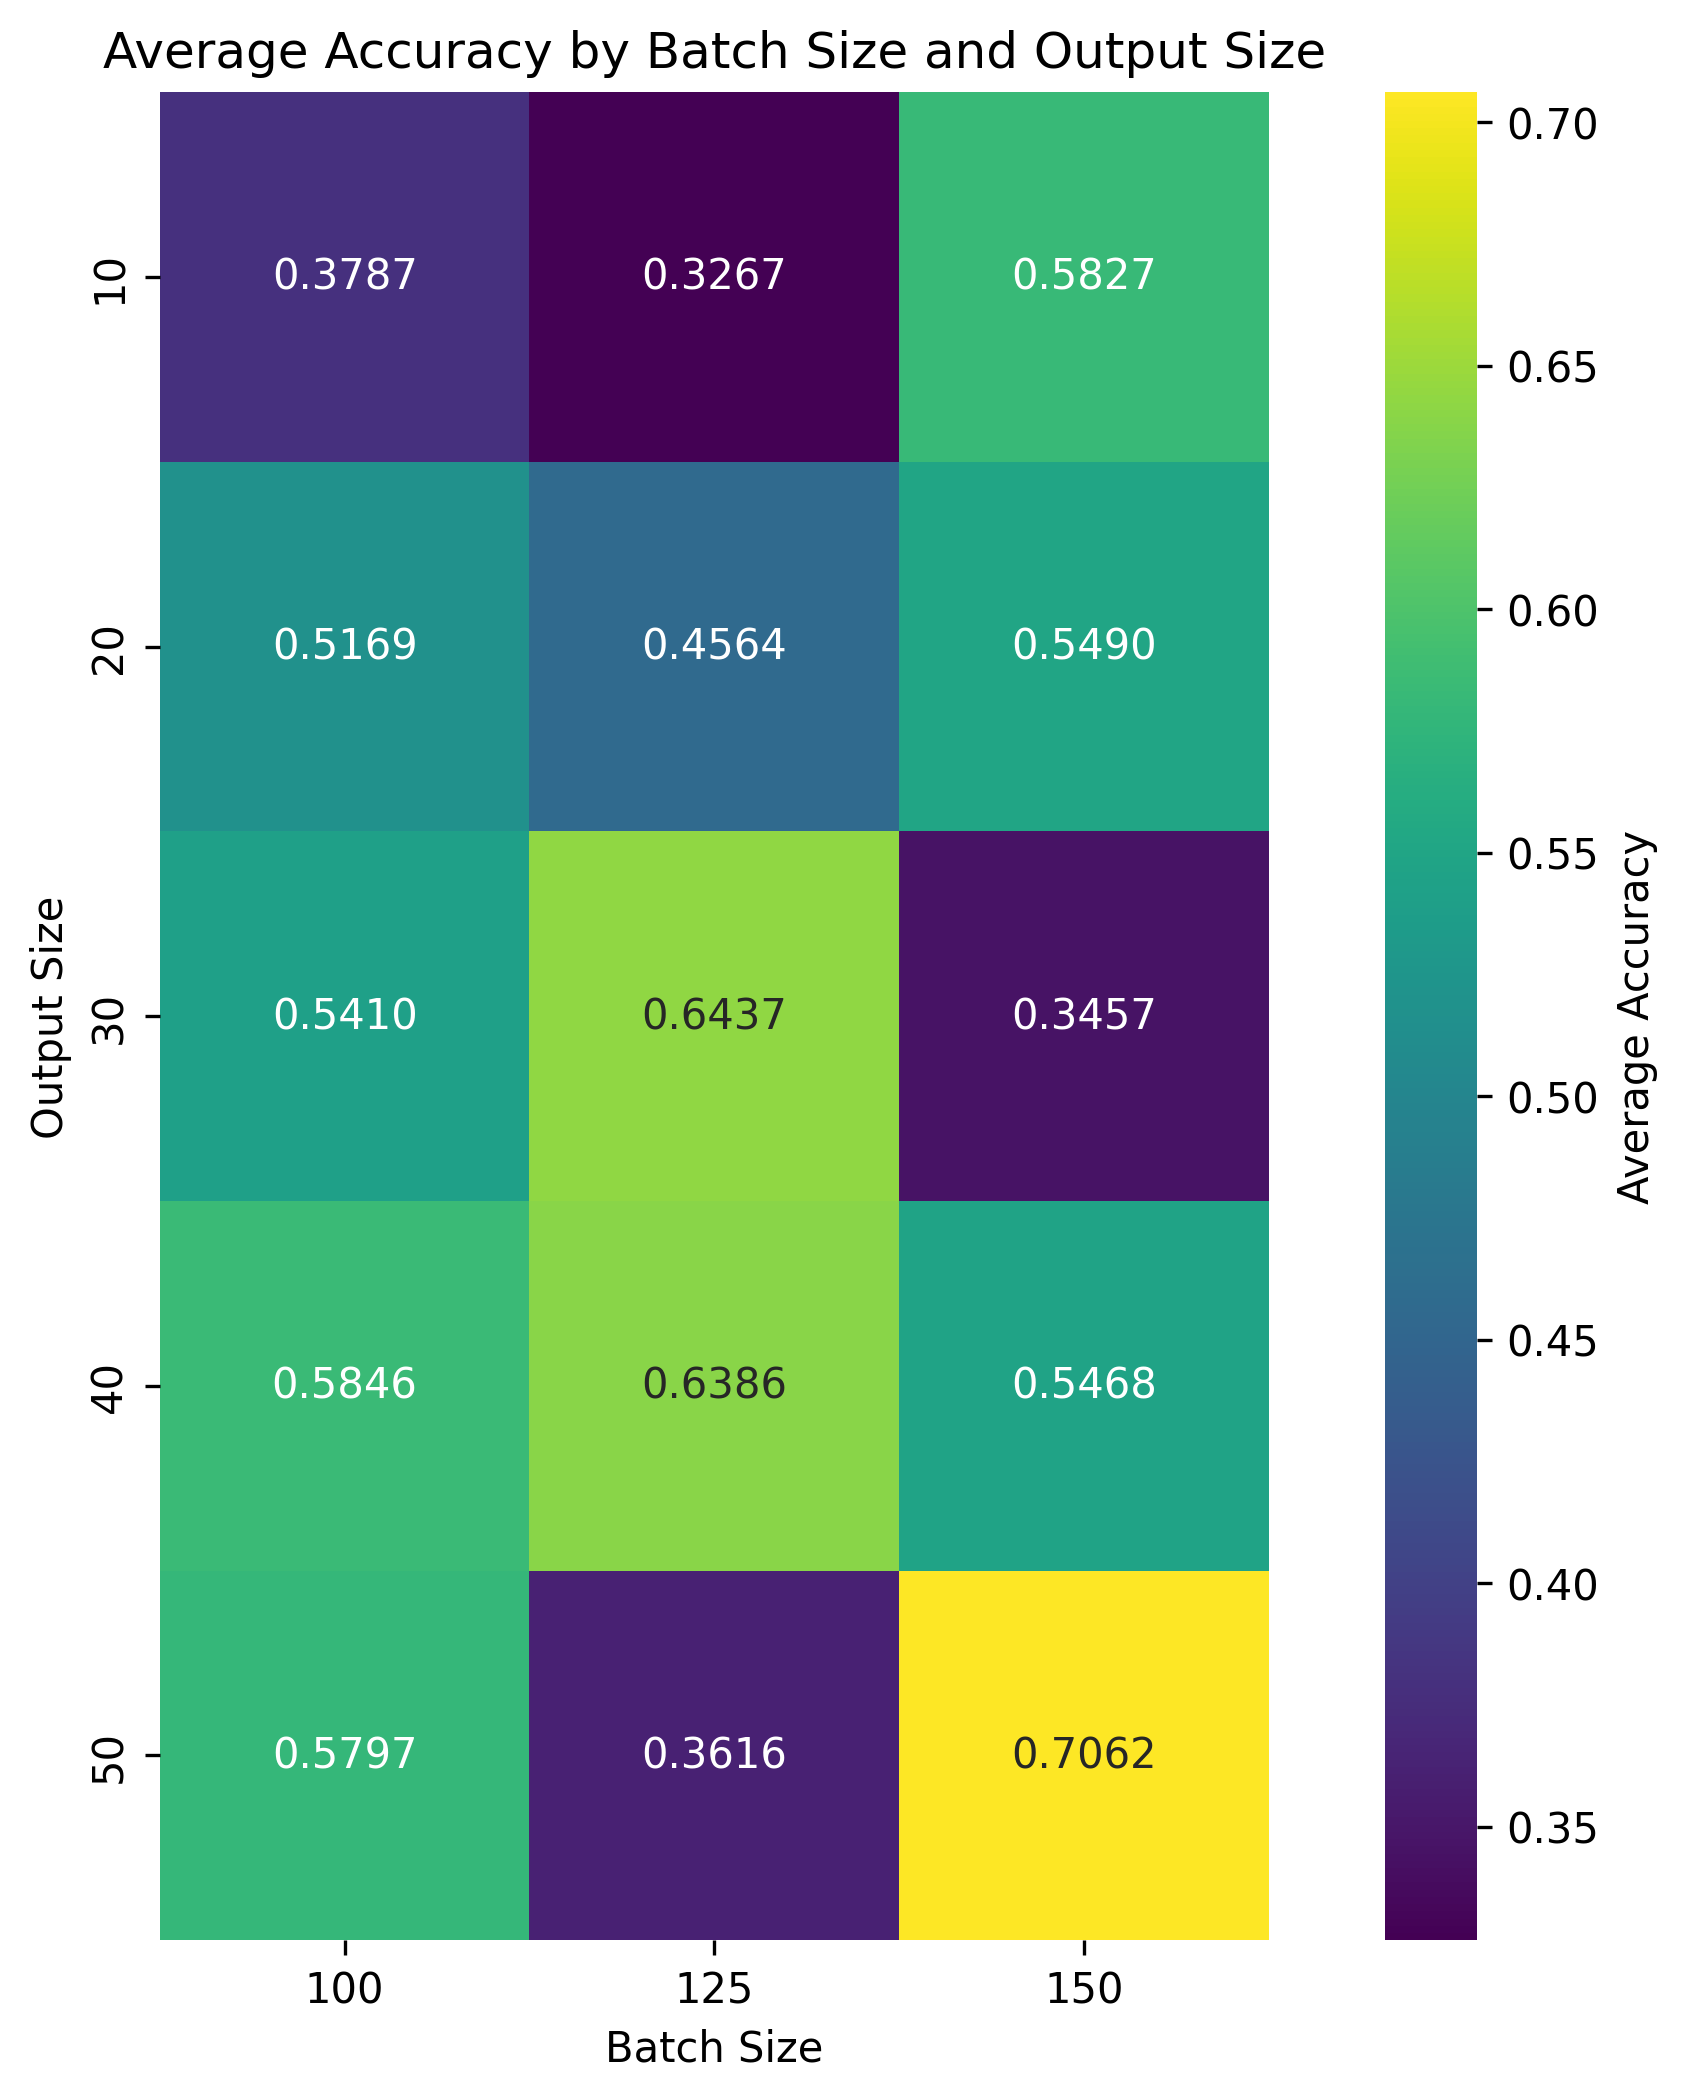 Average Accuracy by Batch Size and Output Size
Output Size
10
0.3787 0.3267 0.5827
20
0.5169 0.4564 0.5490
30
0.5410 0.6437 0.3457
40
0.5846 0.6386 0.5468
50
0.5797 0.3616 0.7062
100 125 150
Batch Size
0.70
0.65
0.60
0.55
0.50
0.45
0.40
0.35
Average Accuracy